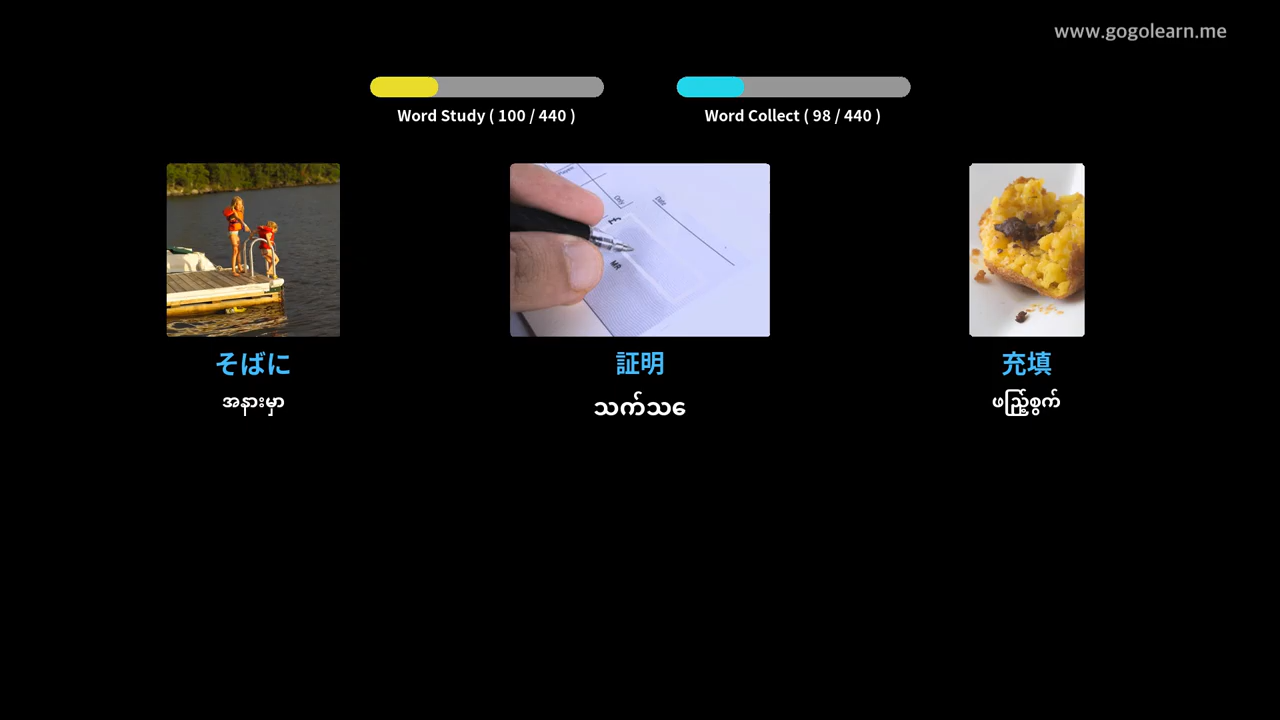 www.gogolearn.me
Word Study ( 100 / 440 )
Word Collect ( 98 / 440 )
そばに
証明
充填
အနားမှာ
သက်သေ
ဖည့်စွက်